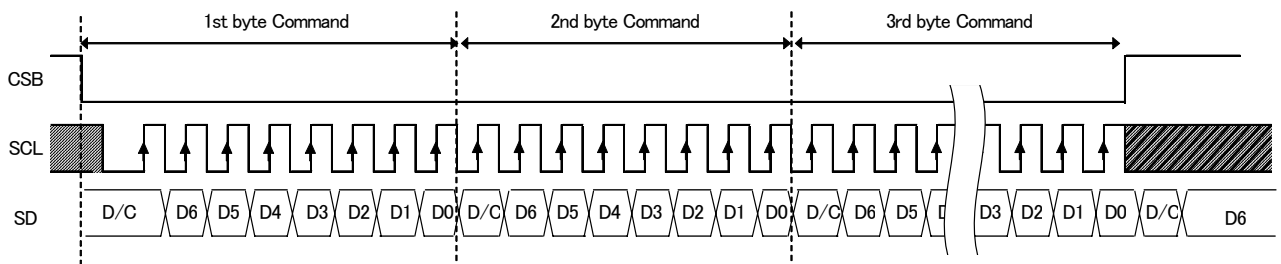 1st byte Command 2nd byte Command 3rd byte Command
CSB
SCL
SD D/C D6 D5 D4 D3 D2 D1 D0 D/C D6 D5 D4 D3 D2 D1 D0 D/C D6 D5 D3 D2 D1 D0 D/C D6